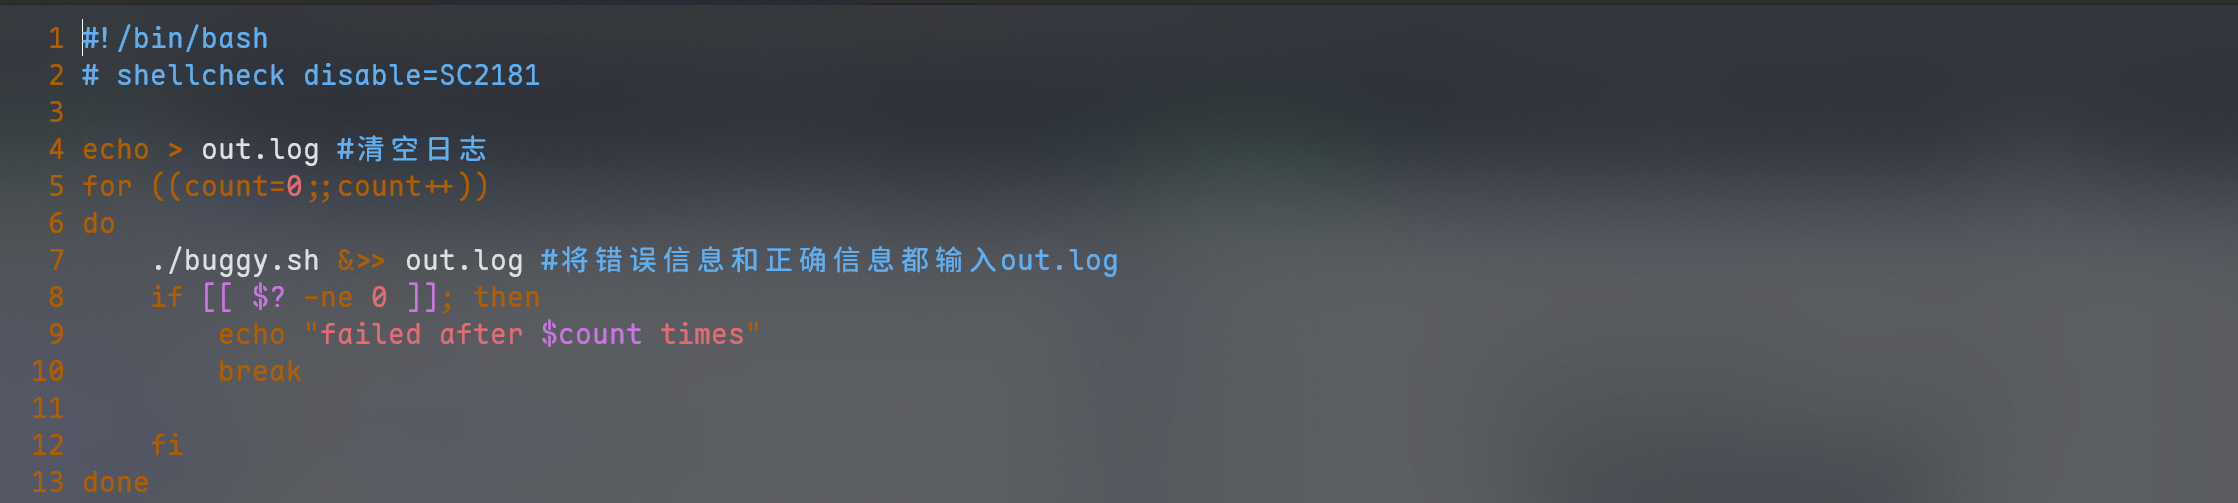 1 #!/bin/bash
2 # shellcheck disable=SC2181
3
4 echo > out.log #清空日志
5 for ((count=0;;count++))
6 do
7     ./buggy.sh &>> out.log #将错误信息和正确信息都输入out.log
8     if [[ $? -ne 0 ]]; then
9         echo "failed after $count times"
10         break
11
12     fi
13 done